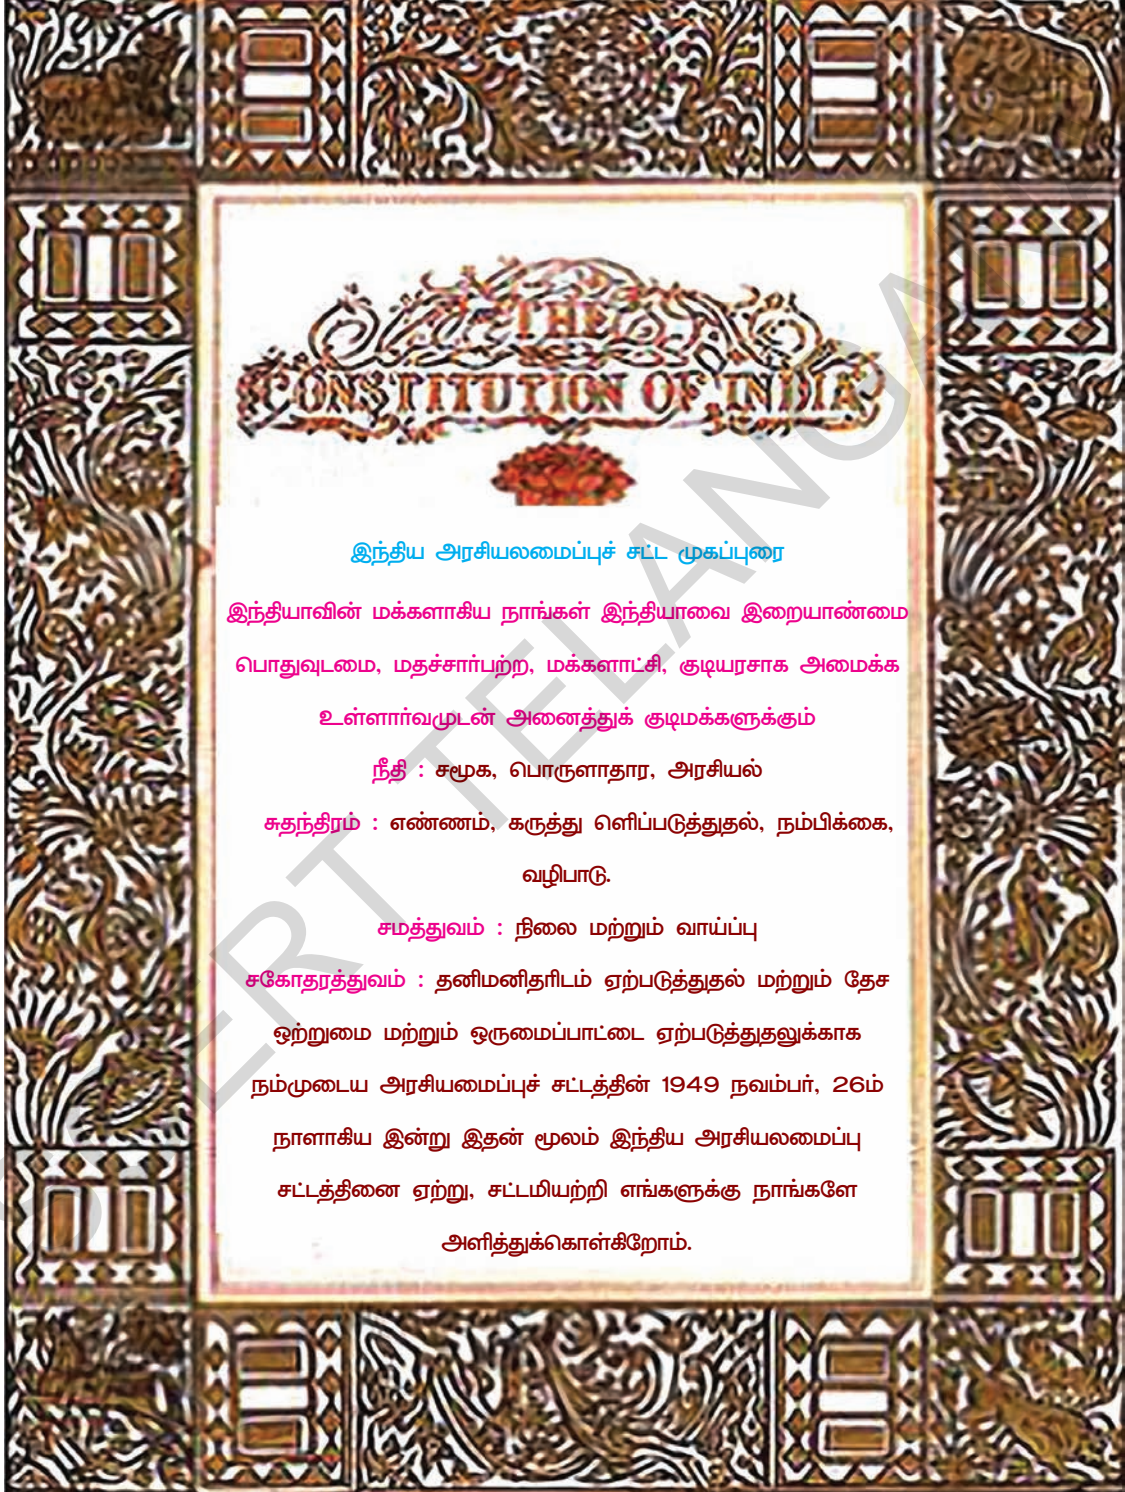 THE
CONSTITUTION OF INDIA
இந்திய அரசியலமைப்புச் சட்ட முகப்புரை
இந்தியாவின் மக்களாகிய நாங்கள் இந்தியாவை இறையாண்மை
பொதுவுடமை, மதச்சார்பற்ற, மக்களாட்சி, குடியரசாக அமைக்க
உள்ளார்வமுடன் அனைத்துக் குடிமக்களுக்கும்
நீதி : சமூக, பொருளாதார, அரசியல்
சுதந்திரம் : எண்ணம், கருத்து ளெிப்படுத்துதல், நம்பிக்கை,
வழிபாடு.
சமத்துவம் : நிலை மற்றும் வாய்ப்பு
சகோதரத்துவம் : தனிமனிதரிடம் ஏற்படுத்துதல் மற்றும் தேச
ஒற்றுமை மற்றும் ஒருமைப்பாட்டை ஏற்படுத்துதலுக்காக
நம்முடைய அரசியமைப்புச் சட்டத்தின் 1949 நவம்பர், 26ம்
நாளாகிய இன்று இதன் மூலம் இந்திய அரசியலமைப்பு
சட்டத்தினை ஏற்று, சட்டமியற்றி எங்களுக்கு நாங்களே
அளித்துக்கொள்கிறோம்.
SCERT TELANGANA